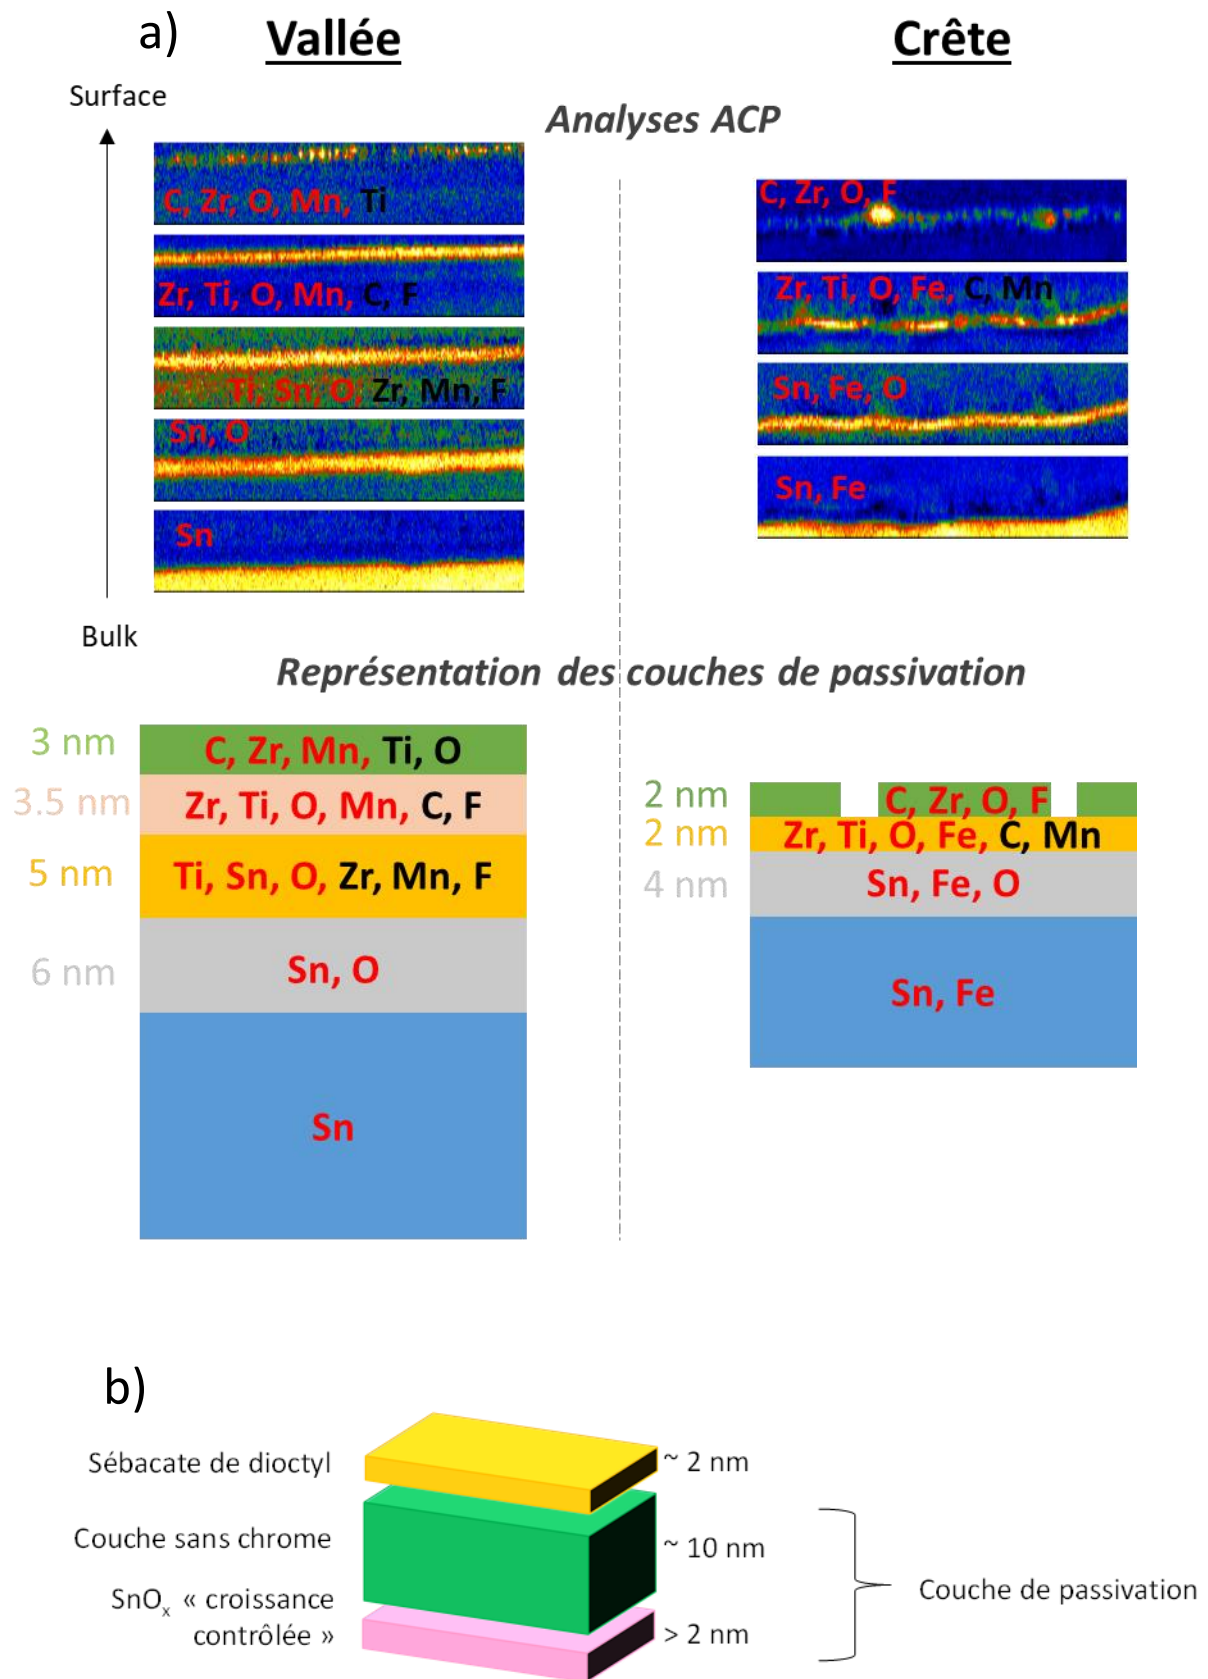 a)
Vallée
Crête
Surface
Analyses ACP
C, Zr, O, Mn, Ti
Zr, Ti, O, Mn, C, F
Ti, Sn, O, Zr, Mn, F
Sn, O
Sn
Bulk
C, Zr, O, F
Zr, Ti, O, Fe, C, Mn
Sn, Fe, O
Sn, Fe
Représentation des couches de passivation
3 nm
C, Zr, Mn, Ti, O
3.5 nm
Zr, Ti, O, Mn, C, F
5 nm
Ti, Sn, O, Zr, Mn, F
6 nm
Sn, O
Sn
2 nm
C, Zr, O, F
2 nm
Zr, Ti, O, Fe, C, Mn
4 nm
Sn, Fe, O
Sn, Fe
b)
Sébacate de dioctyl
~ 2 nm
Couche sans chrome
~ 10 nm
SnOₓ « croissance
contrôlée »
> 2 nm
Couche de passivation